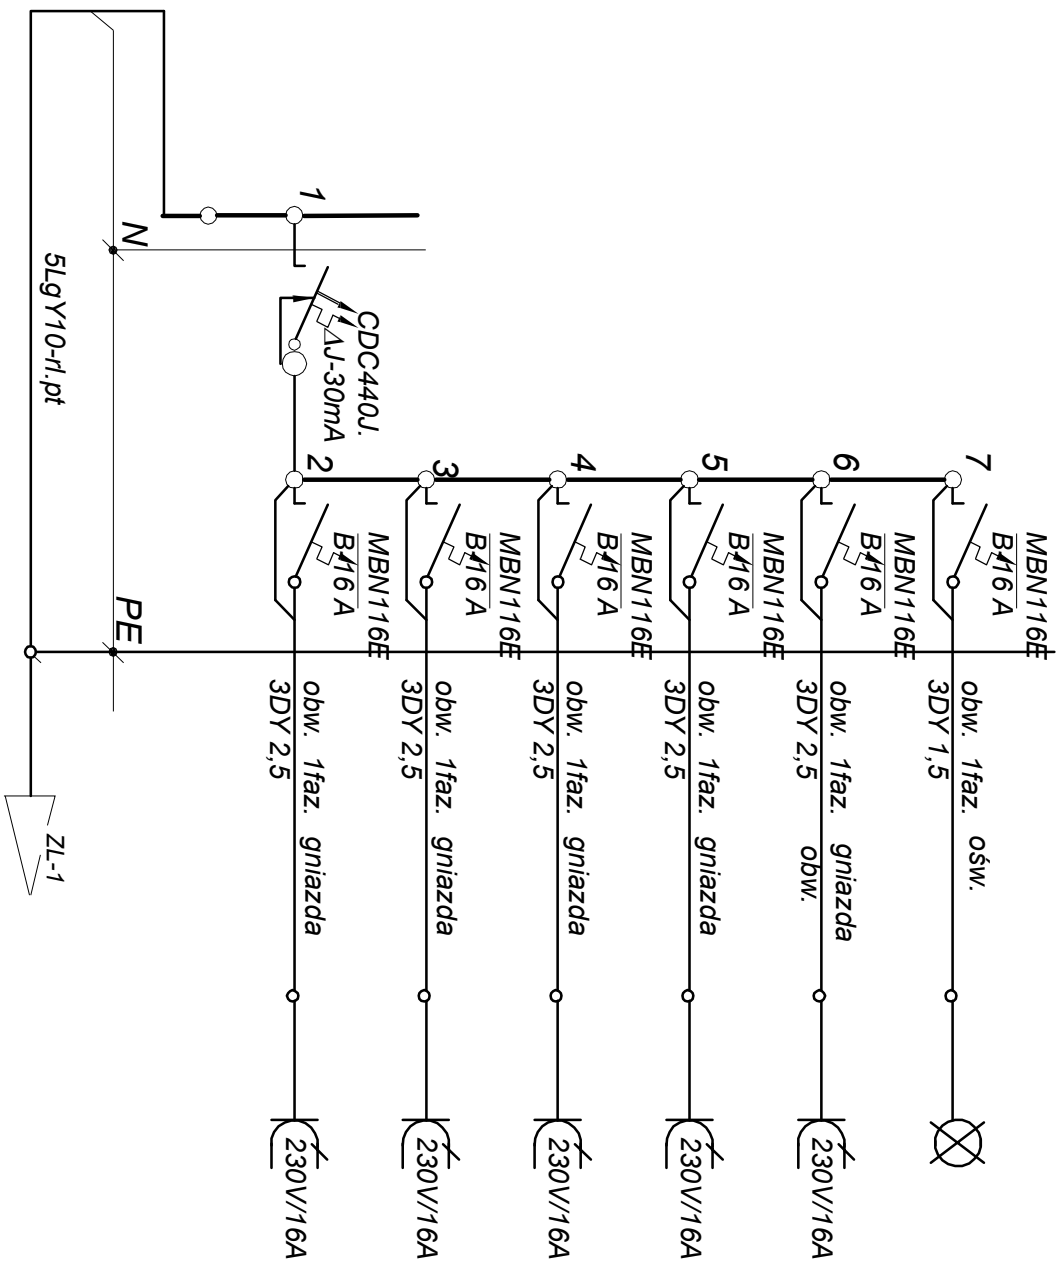 1
N
5LgY10-rl.pt
CDC440J.
ΔJ-30mA
2
MBN116E
B 16 A
PE
obw. 1faz. gniazda
3DY 2,5
230V/16A
3
MBN116E
B 16 A
obw. 1faz. gniazda
3DY 2,5
230V/16A
4
MBN116E
B 16 A
obw. 1faz. gniazda
3DY 2,5
230V/16A
5
MBN116E
B 16 A
obw. 1faz. gniazda
3DY 2,5
230V/16A
6
MBN116E
B 16 A
obw. 1faz. gniazda
3DY 2,5 obw.
230V/16A
7
MBN116E
B 16 A
obw. 1faz. ośw.
3DY 1,5
ZL-1